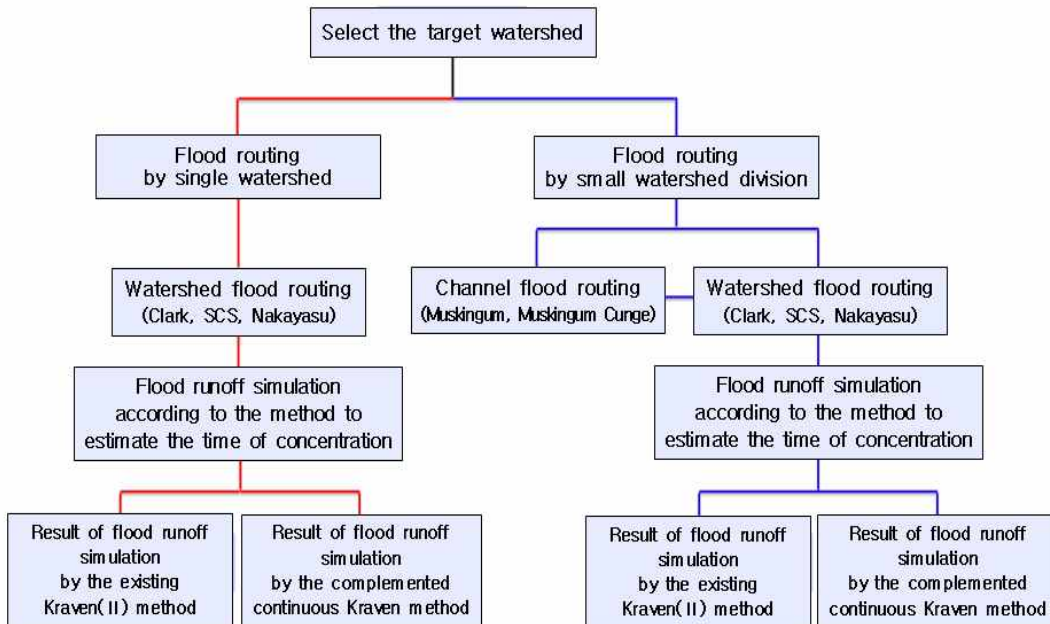 Select the target watershed
Flood routing
by single watershed
Flood routing
by small watershed division
Watershed flood routing
(Clark, SCS, Nakayasu)
Channel flood routing
(Muskingum, Muskingum Cunge)
Watershed flood routing
(Clark, SCS, Nakayasu)
Flood runoff simulation
according to the method to
estimate the time of concentration
Flood runoff simulation
according to the method to
estimate the time of concentration
Result of flood runoff
simulation
by the existing
Kraven(II) method
Result of flood runoff
simulation
by the complemented
continuous Kraven method
Result of flood runoff
simulation
by the existing
Kraven(II) method
Result of flood runoff
simulation
by the complemented
continuous Kraven method